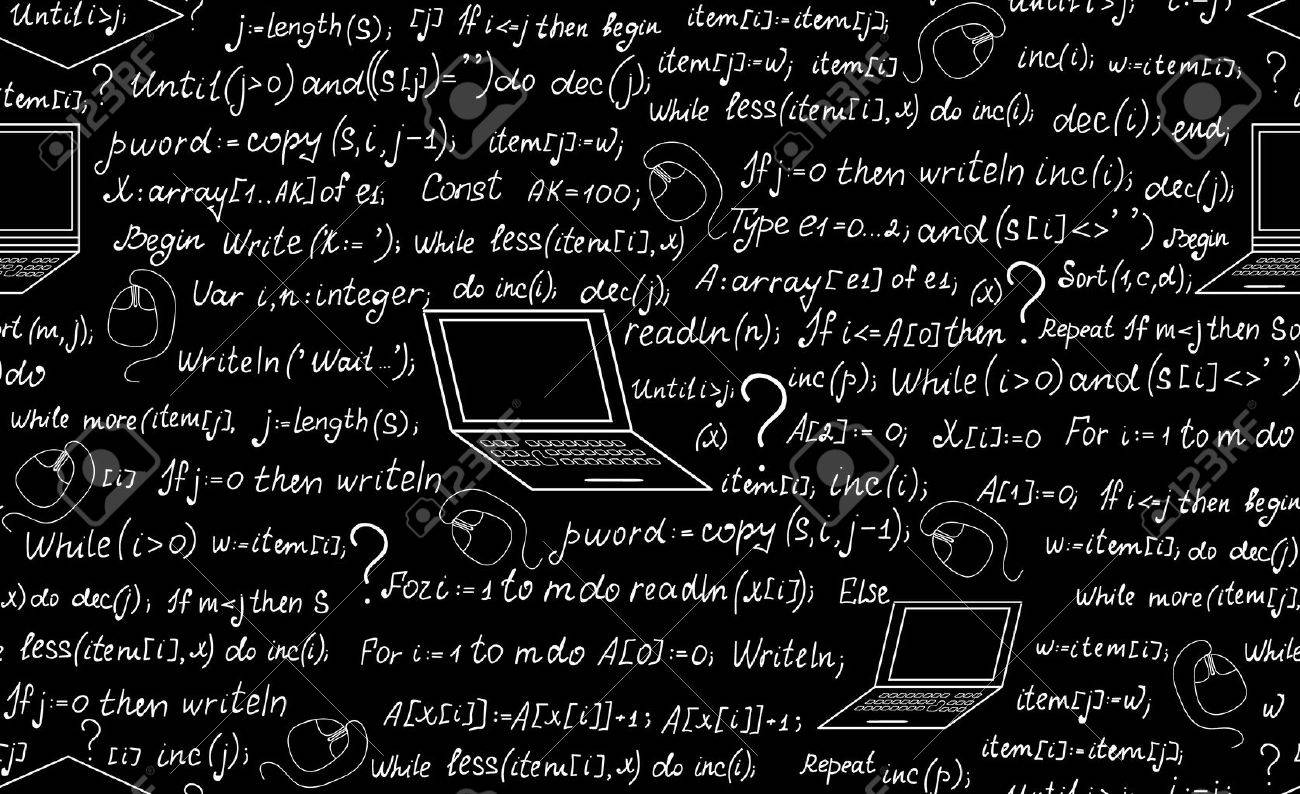 Until i>j;
?
j:=length(S);
[j] If i<=j then begin
item[i]:=item[j];
Until i>j;
inc(i); w:=item[i];
?
item[i];
?
Until(j>0)and((s[j)='')do dec(j);
item[j]:=w; item[i]
While less(item[i],x) do inc(i); dec(i); end;
pword:=copy(S,i,j-1); item[j]:=w;
If j:=0 then writeln inc(i); dec(j);
X:array[1..AK]of e1; Const AK=100;
Type e1=0...2; and(s[i]<>'') Begin
Begin Write('K:= '); While less(item[i],x)
A:array[e1] of e1; (x)
?
Sort(1,c,d);
Var i,n:integer; do inc(i); dec(j);
ort(m,j);
readln(n); If i<=A[0]then
Repeat If m<j then So
Writeln('Wait...');
)do
Until i>j;
?
inc(p); While(i>0)and(s[i]<>'')
While more(item[j], j:=length(S);
(x)
A[2]:=0; X[i]:=0 For i:=1 to m do
[i] If j:=0 then writeln
item[i]; inc(i);
A[1]:=0; If i<=j then begin
While(i>0) w:=item[i];
?
pword:=copy(S,i,j-1);
w:=item[i]; do dec(j)
x)do dec(j); If m<j then S
For i:=1 to m do readln(x[i]); Else
While more(item[j],
less(item[i],x) do inc(i);
For i:=1 to m do A[0]:=0; Writeln;
w:=item[i];
While
If j:=0 then writeln
A[x[i]]:=A[x[i]]+1; A[x[i]]+1;
item[j]:=w;
w
j]
?
[i] inc(j);
While less(item[i],x) do inc(i);
Repeat inc(p);
item[i]:=item[j];
?
Until i>j;
123RF